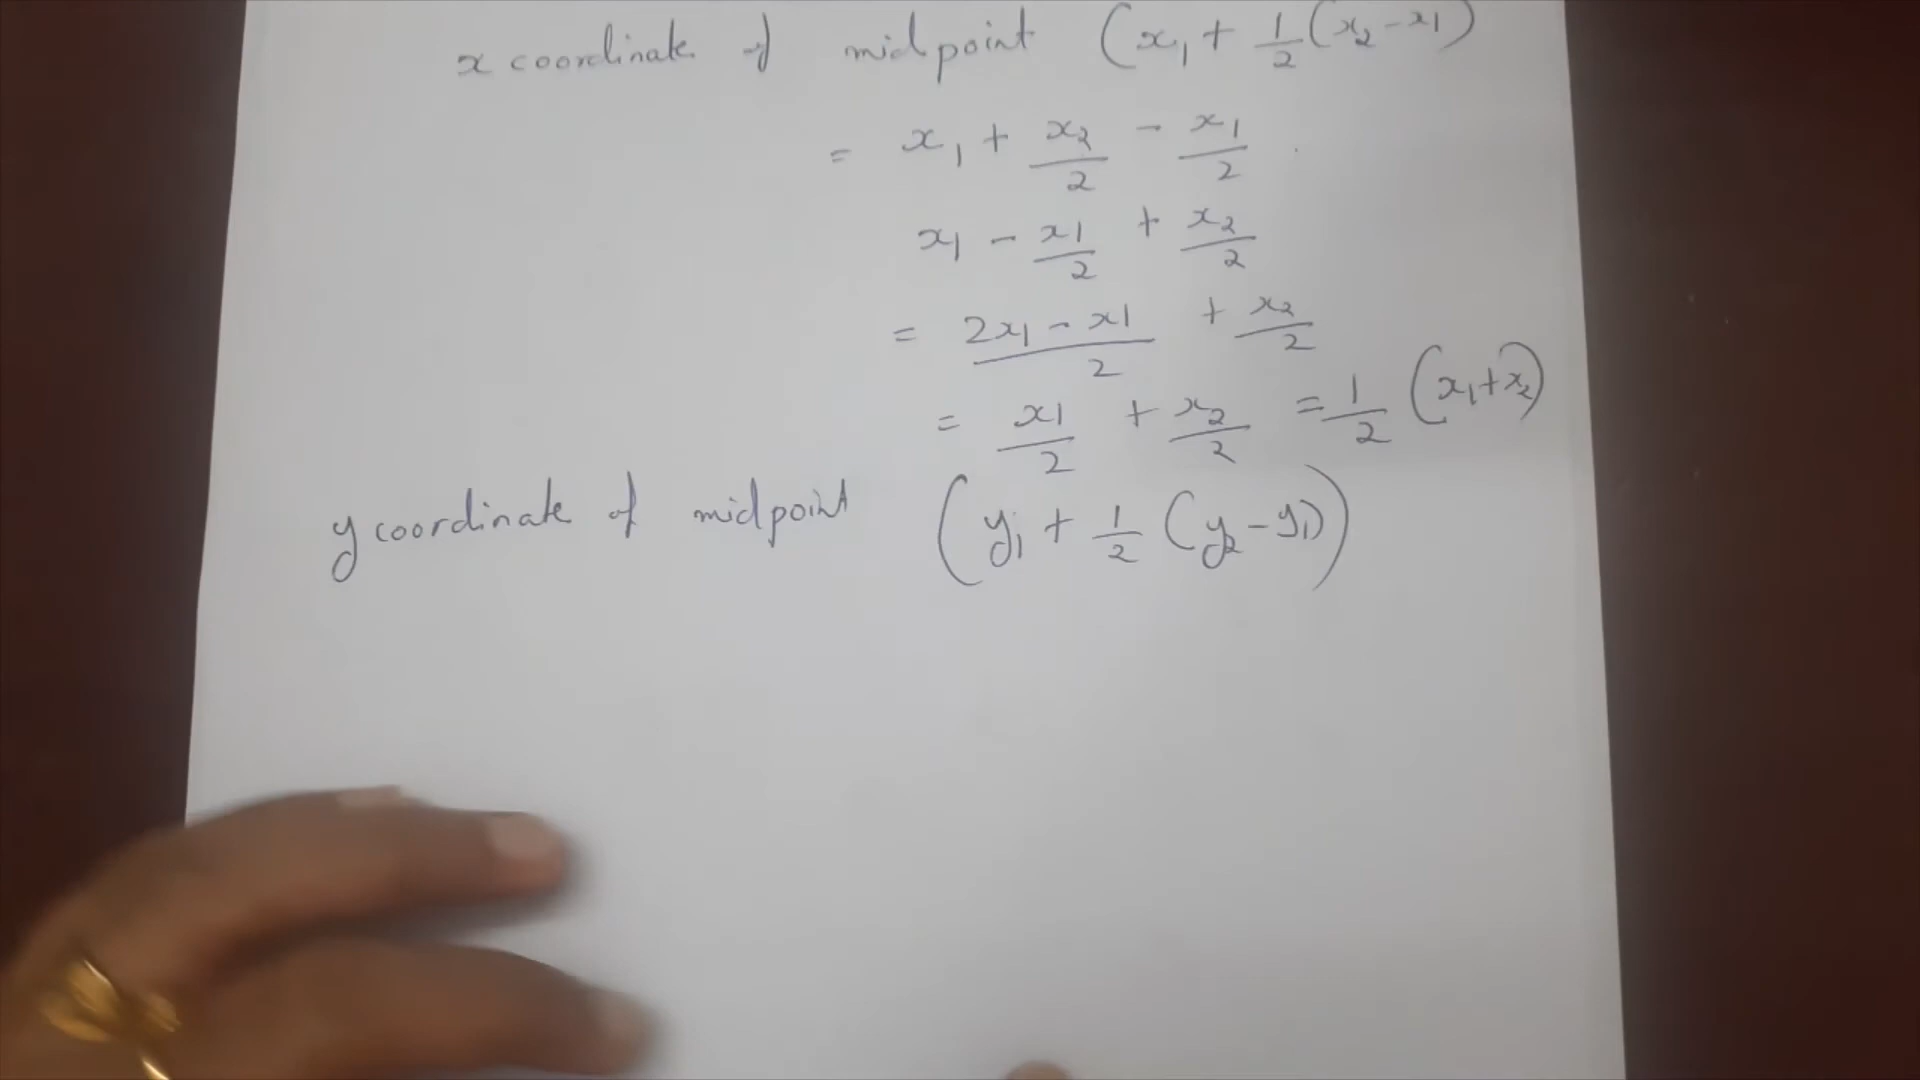 x coordinate of midpoint (x₁ + 1/2 (x₂ - x₁)
= x₁ + x₂/2 - x₁/2
x₁ - x₁/2 + x₂/2
= (2x₁ - x₁)/2 + x₂/2
= x₁/2 + x₂/2 = 1/2 (x₁ + x₂)
y coordinate of midpoint (y₁ + 1/2 (y₂ - y₁))